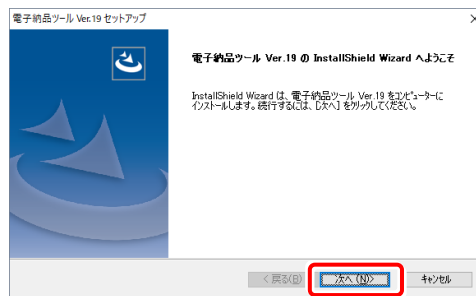 電子納品ツール Ver.19 セットアップ
電子納品ツール Ver.19 の InstallShield Wizard へようこそ
InstallShield Wizard は、電子納品ツール Ver.19 をコンピューターに
インストールします。続行するには、[次へ] をクリックしてください。
< 戻る(B)
次へ (N)>
キャンセル